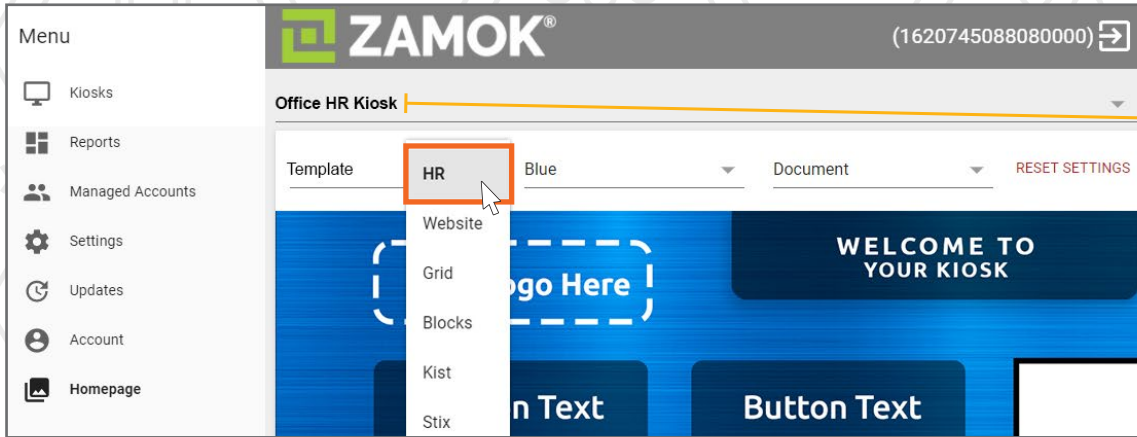 Menu
ZAMOK®
(1620745088080000)
Kiosks
Office HR Kiosk
Reports
Template
HR
Blue
Document
RESET SETTINGS
Managed Accounts
Website
Settings
WELCOME TO
YOUR KIOSK
Grid
go Here
Updates
Blocks
Account
Kist
Homepage
n Text
Button Text
Stix